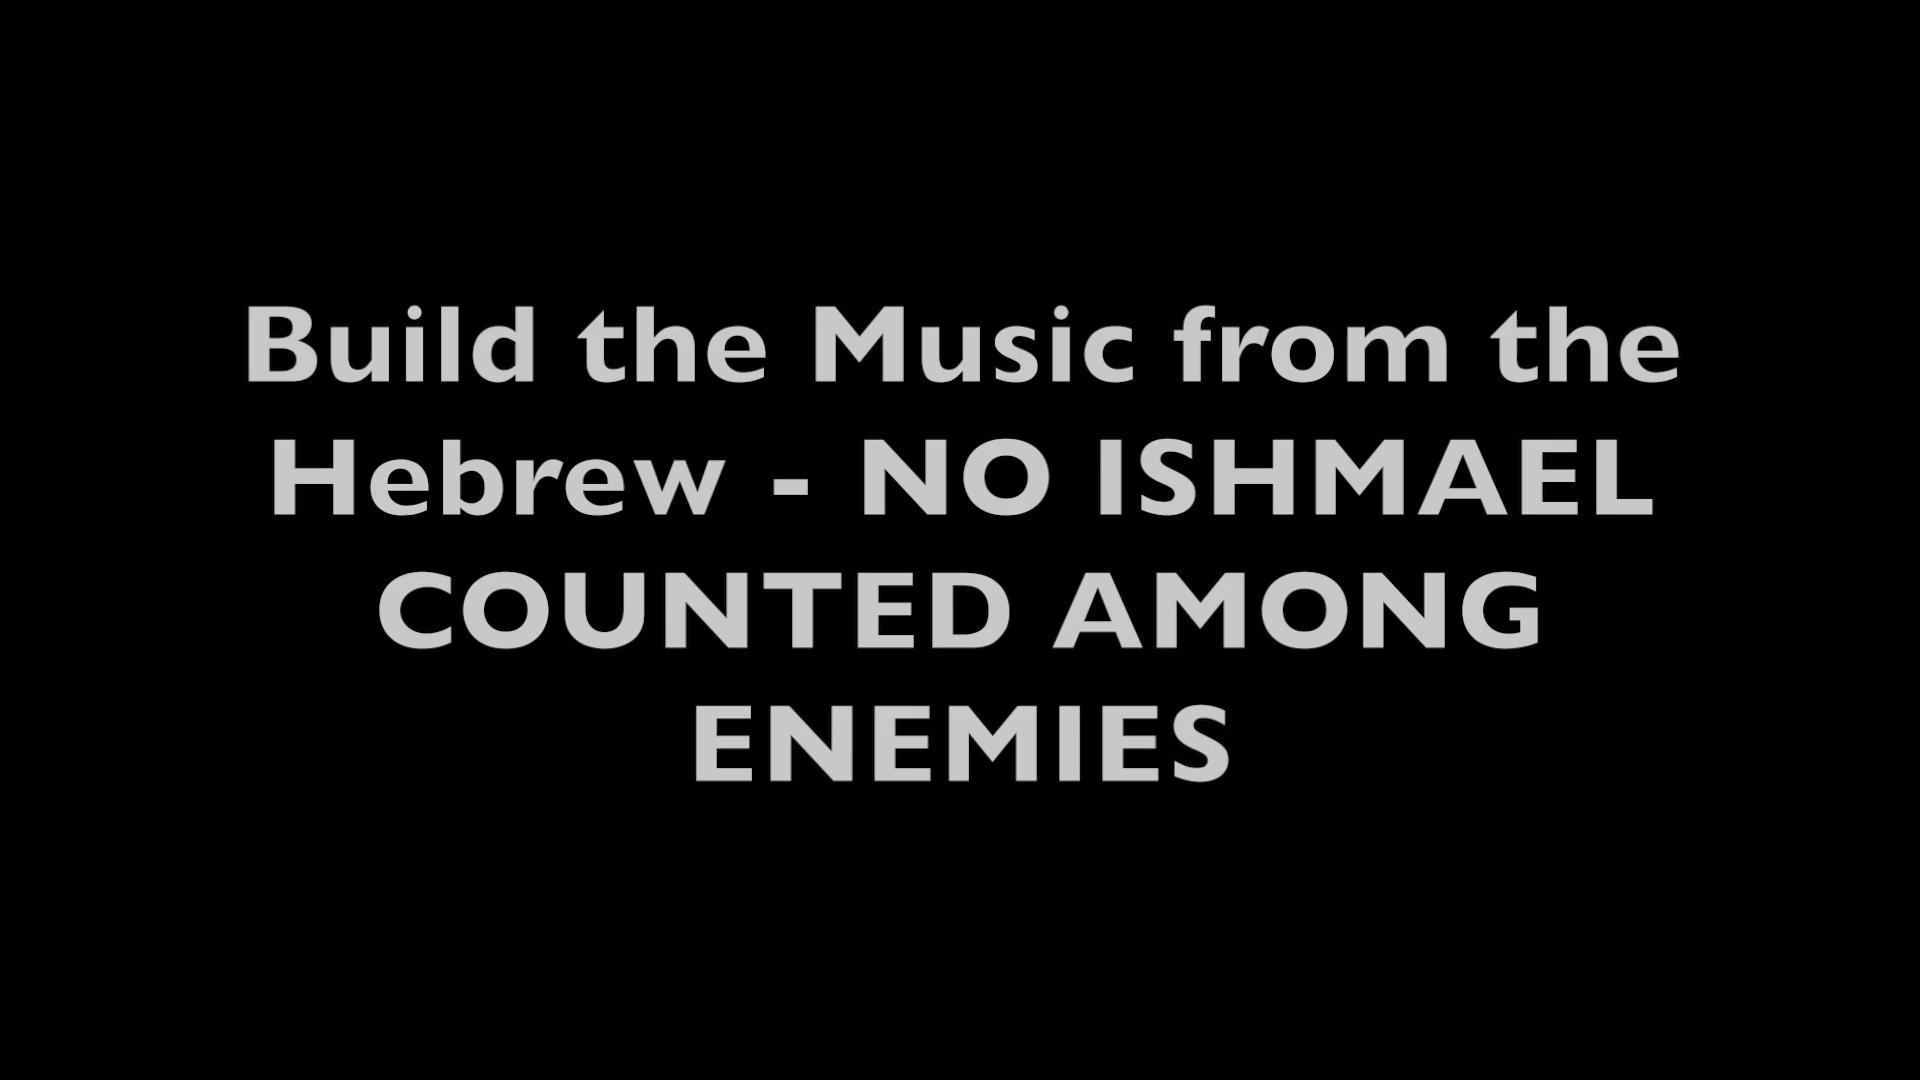 Build the Music from the
Hebrew - NO ISHMAEL
COUNTED AMONG
ENEMIES